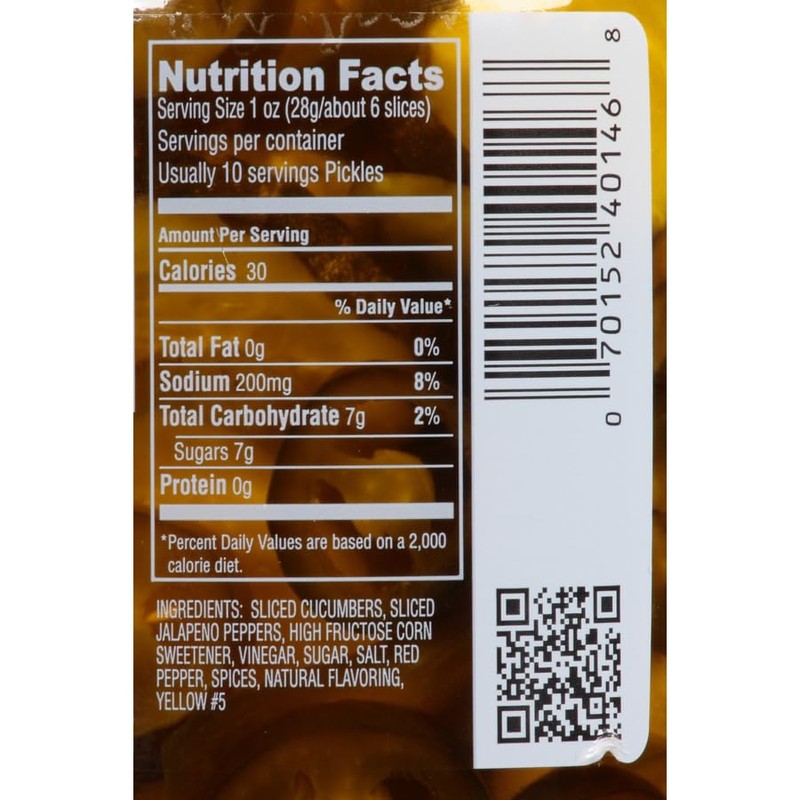 Nutrition Facts
Serving Size 1 oz (28g/about 6 slices)
Servings per container
Usually 10 servings Pickles
Amount Per Serving
Calories 30
% Daily Value*
Total Fat 0g 0%
Sodium 200mg 8%
Total Carbohydrate 7g 2%
Sugars 7g
Protein 0g
*Percent Daily Values are based on a 2,000
calorie diet.
INGREDIENTS: SLICED CUCUMBERS, SLICED
JALAPENO PEPPERS, HIGH FRUCTOSE CORN
SWEETENER, VINEGAR, SUGAR, SALT, RED
PEPPER, SPICES, NATURAL FLAVORING,
YELLOW #5
0 70152 40146 8